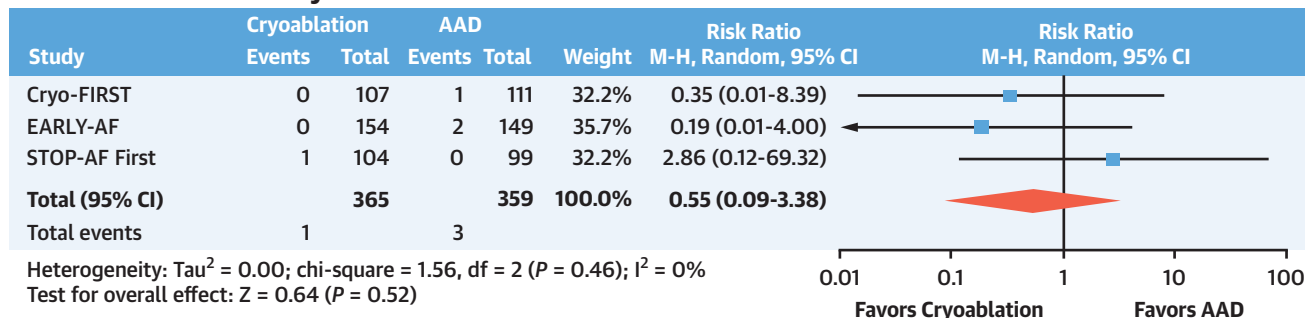 Cryoablation AAD Risk Ratio Risk Ratio
Study Events Total Events Total Weight M-H, Random, 95% CI M-H, Random, 95% CI
Cryo-FIRST 0 107 1 111 32.2% 0.35 (0.01-8.39)
EARLY-AF 0 154 2 149 35.7% 0.19 (0.01-4.00)
STOP-AF First 1 104 0 99 32.2% 2.86 (0.12-69.32)
Total (95% CI) 365 359 100.0% 0.55 (0.09-3.38)
Total events 1 3
Heterogeneity: Tau² = 0.00; chi-square = 1.56, df = 2 (P = 0.46); I² = 0%
Test for overall effect: Z = 0.64 (P = 0.52)
0.01 0.1 1 10 100
Favors Cryoablation Favors AAD